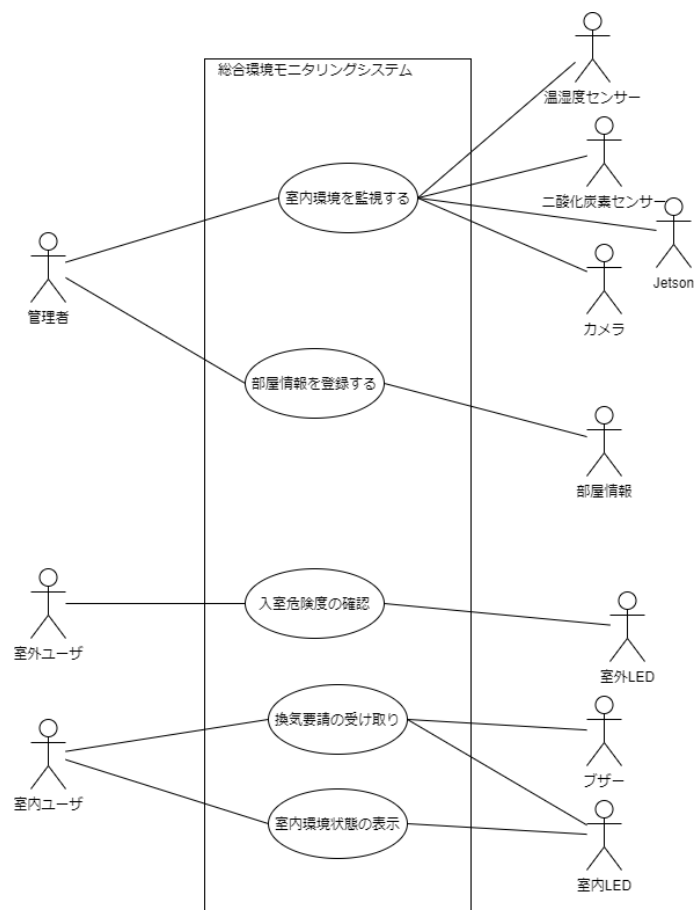 総合環境モニタリングシステム
温湿度センサー
二酸化炭素センサー
室内環境を監視する
Jetson
管理者
カメラ
部屋情報を登録する
部屋情報
入室危険度の確認
室外ユーザ
室外LED
換気要請の受け取り
ブザー
室内ユーザ
室内環境状態の表示
室内LED